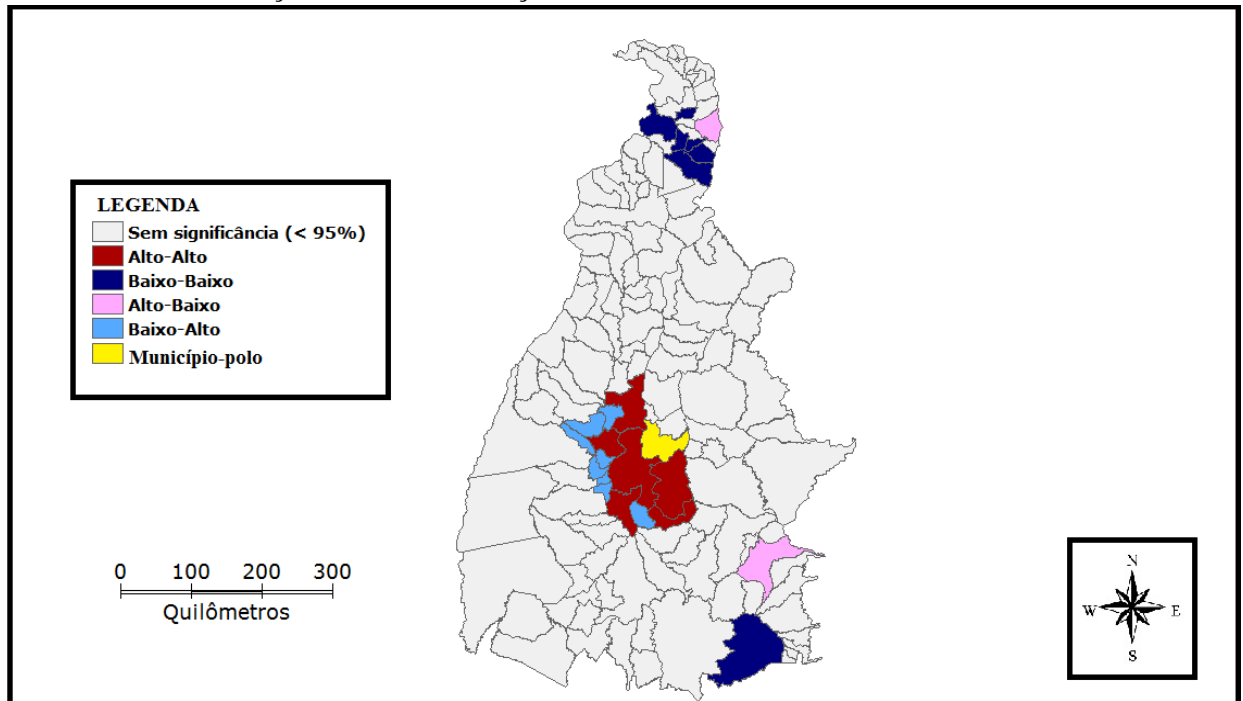 LEGENDA
Sem significância (< 95%)
Alto-Alto
Baixo-Baixo
Alto-Baixo
Baixo-Alto
Município-polo
0 100 200 300
Quilômetros
N
W E
S